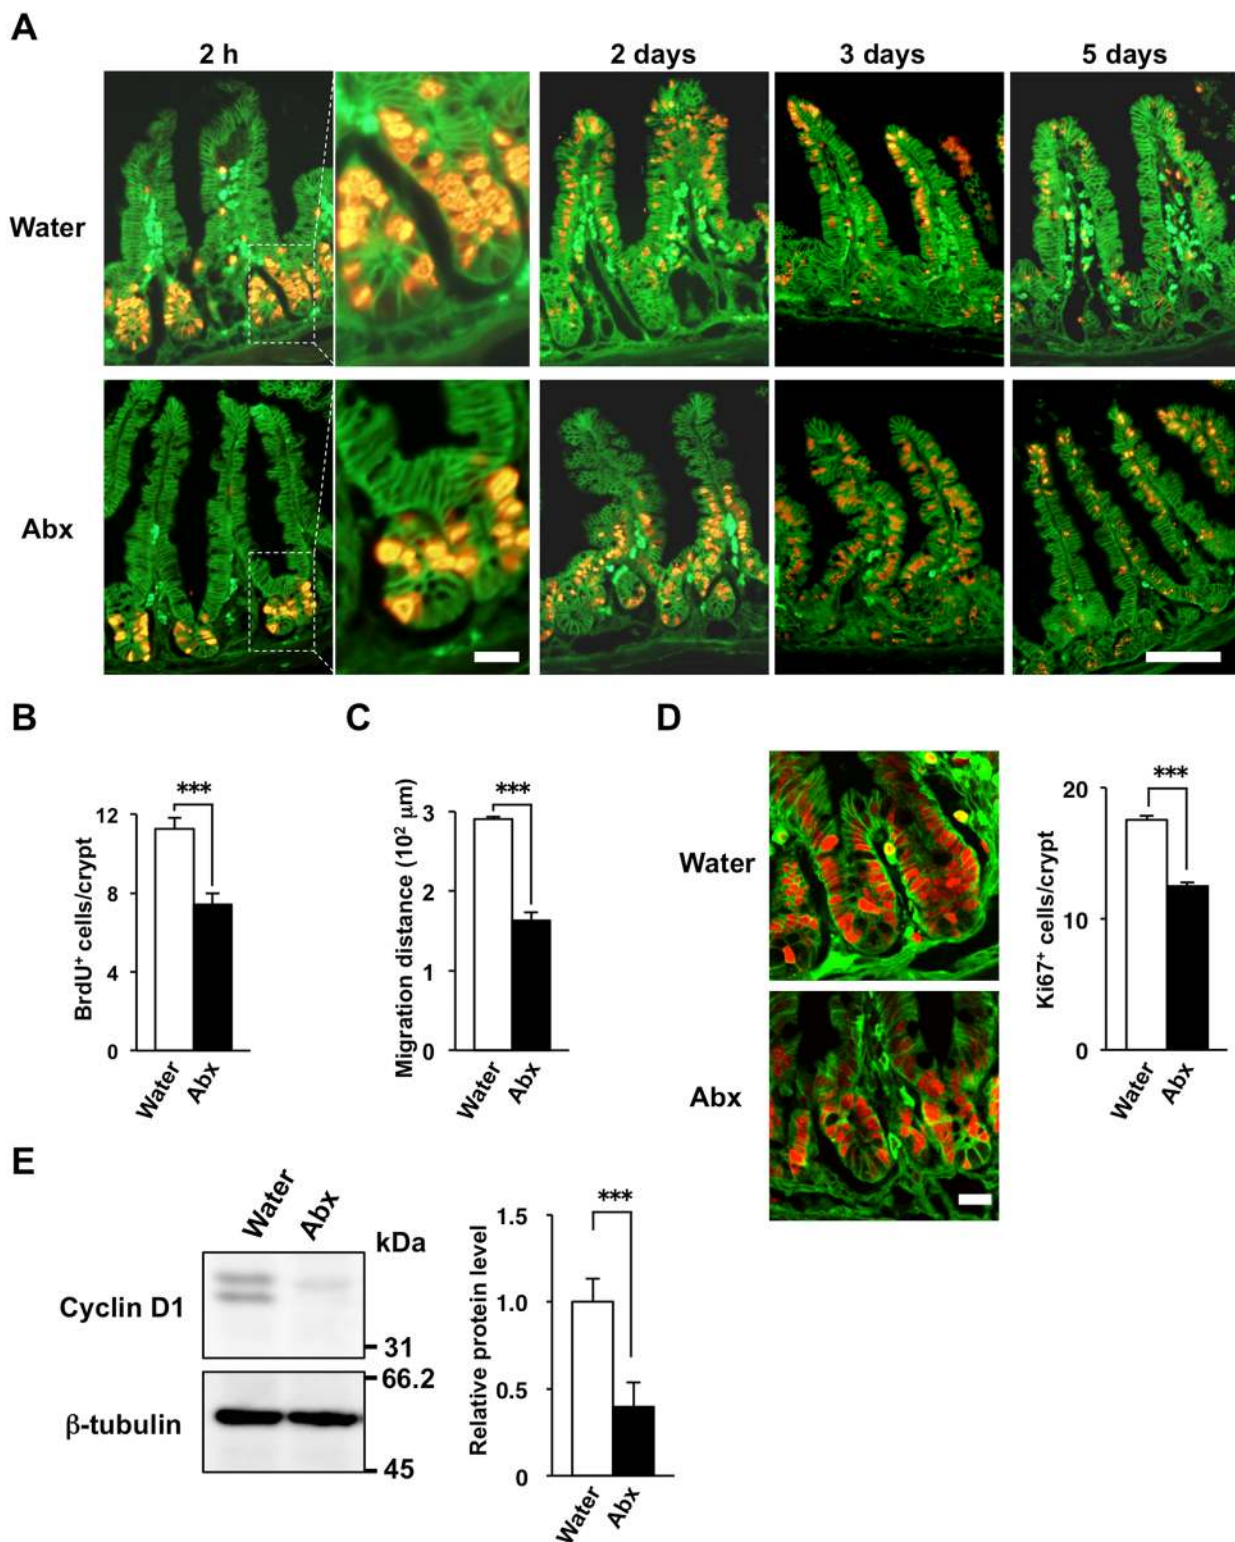 A
2 h
2 days
3 days
5 days
Water
Abx
B
***
BrdU⁺ cells/crypt
12
8
4
0
Water
Abx
C
***
Migration distance (10² μm)
3
2
1
0
Water
Abx
D
Water
Abx
***
Ki67⁺ cells/crypt
20
10
0
Water
Abx
E
Water
Abx
kDa
Cyclin D1
31
66.2
β-tubulin
45
***
Relative protein level
1.5
1.0
0.5
0
Water
Abx